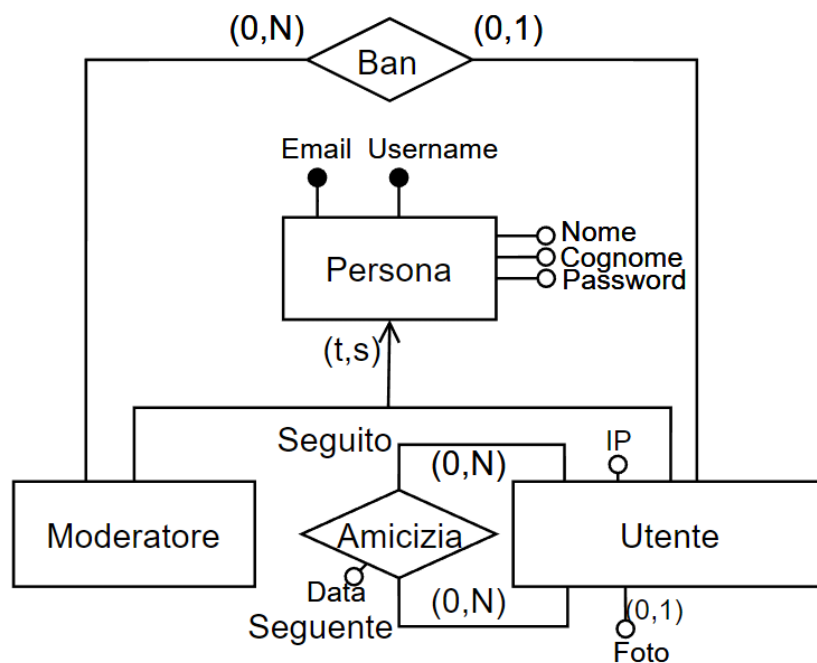 (0,N)
(0,1)
Ban
Email
Username
Nome
Cognome
Password
Persona
(t,s)
Seguito
(0,N)
IP
Moderatore
Amicizia
Utente
Data
(0,N)
(0,1)
Seguente
Foto